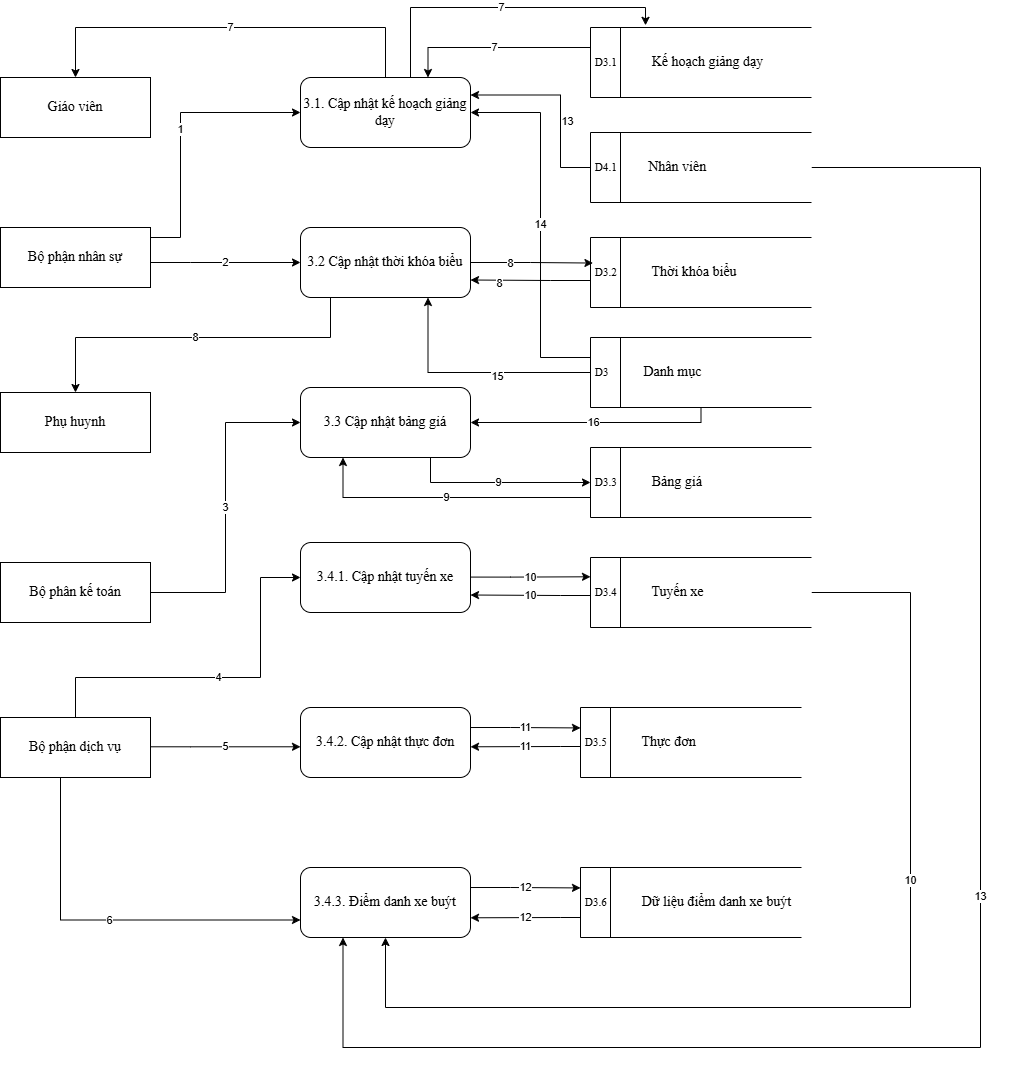 7
7
7
D3.1
Kế hoạch giảng dạy
Giáo viên
3.1. Cập nhật kế hoạch giảng
dạy
1
13
14
D4.1
Nhân viên
Bộ phận nhân sự
2
3.2 Cập nhật thời khóa biểu
8
8
D3.2
Thời khóa biểu
8
15
D3
Danh mục
Phụ huynh
3.3 Cập nhật bảng giá
16
9
9
D3.3
Bảng giá
3
Bộ phân kế toán
3.4.1. Cập nhật tuyến xe
10
10
D3.4
Tuyến xe
4
Bộ phận dịch vụ
5
3.4.2. Cập nhật thực đơn
11
11
D3.5
Thực đơn
6
3.4.3. Điểm danh xe buýt
12
12
D3.6
Dữ liệu điểm danh xe buýt
10
13